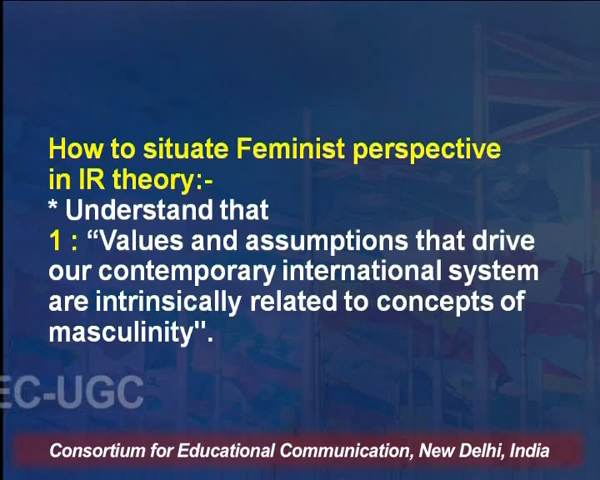 How to situate Feminist perspective
in IR theory:-
* Understand that
1 : “Values and assumptions that drive
our contemporary international system
are intrinsically related to concepts of
masculinity".
EC-UGC
Consortium for Educational Communication, New Delhi, India